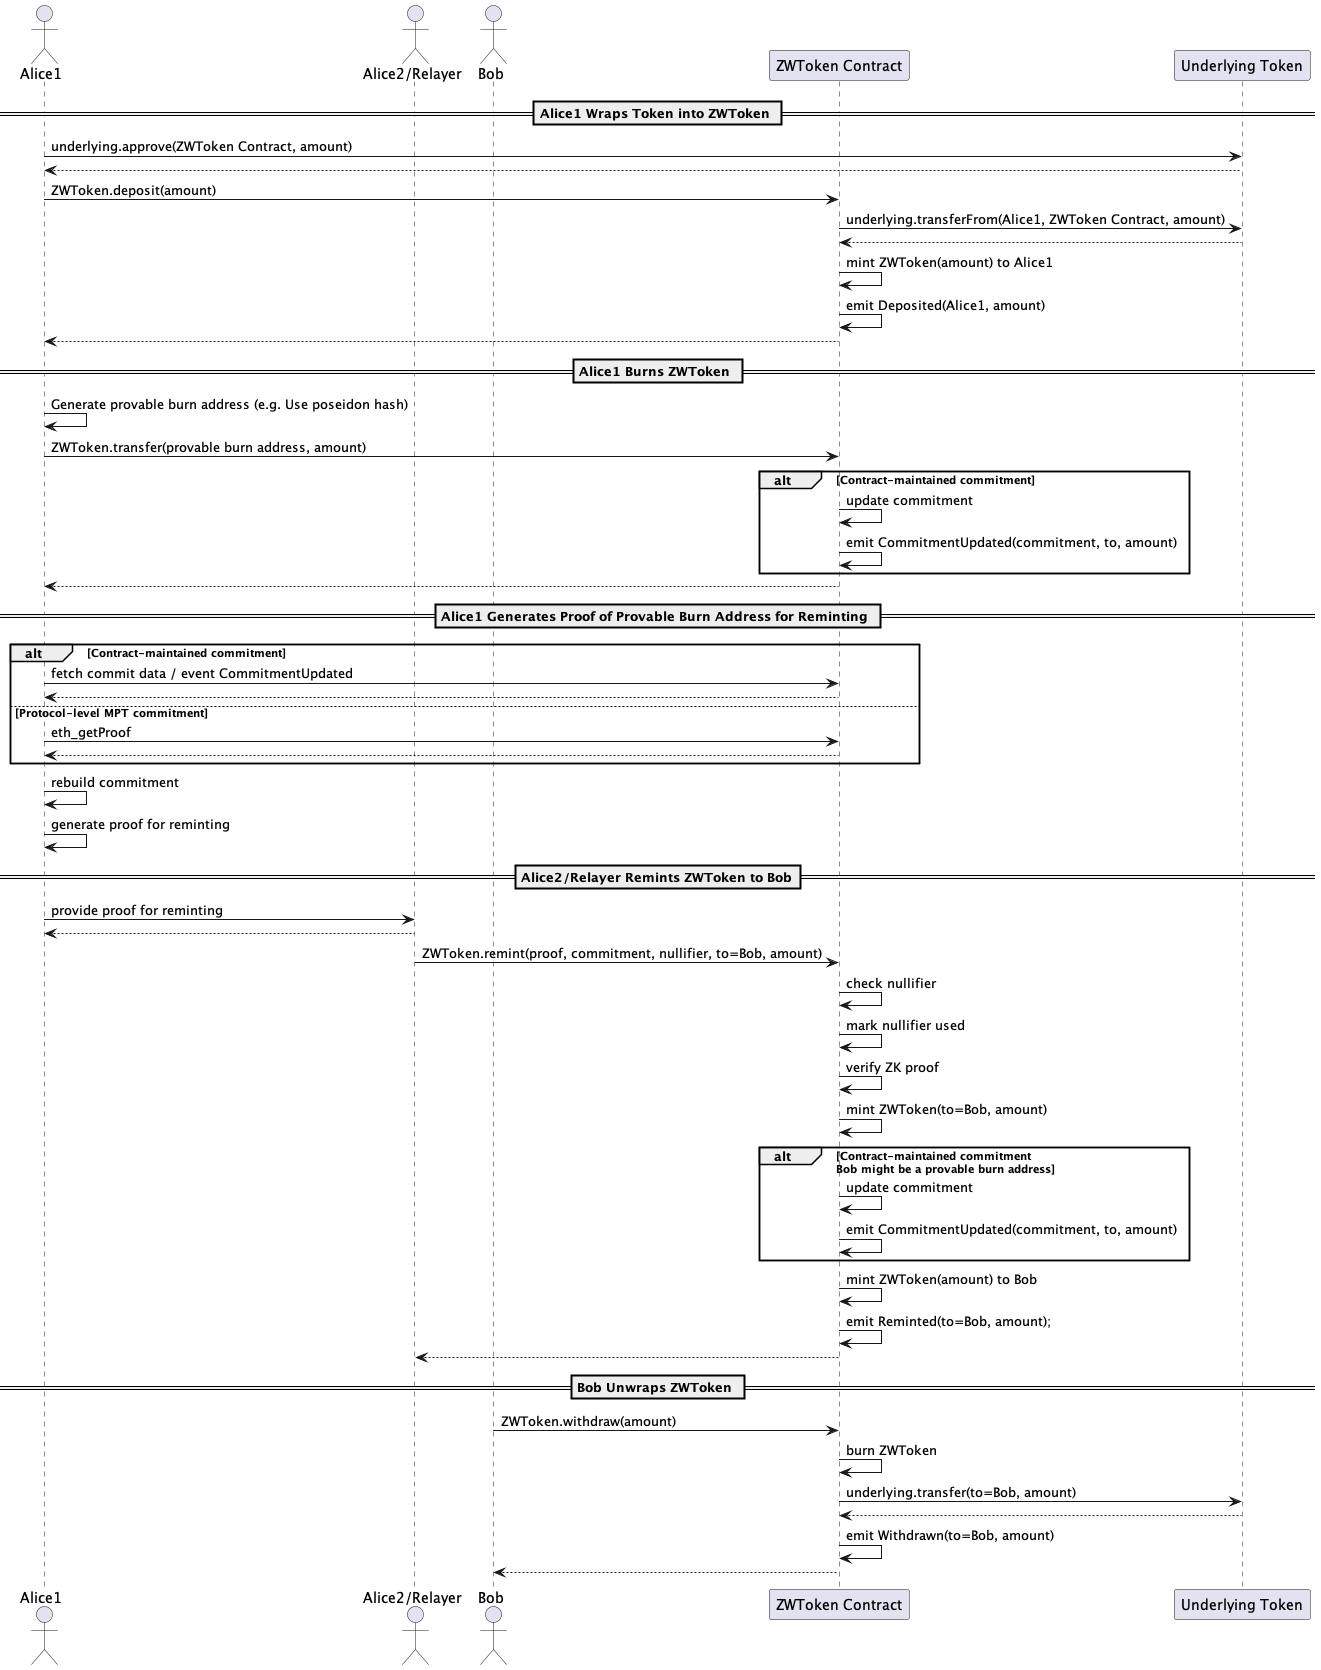 Alice1
Alice2/Relayer
Bob
ZWToken Contract
Underlying Token
Alice1 Wraps Token into ZWToken
underlying.approve(ZWToken Contract, amount)
ZWToken.deposit(amount)
underlying.transferFrom(Alice1, ZWToken Contract, amount)
mint ZWToken(amount) to Alice1
emit Deposited(Alice1, amount)
Alice1 Burns ZWToken
Generate provable burn address (e.g. Use poseidon hash)
ZWToken.transfer(provable burn address, amount)
alt
[Contract-maintained commitment]
update commitment
emit CommitmentUpdated(commitment, to, amount)
Alice1 Generates Proof of Provable Burn Address for Reminting
alt
[Contract-maintained commitment]
fetch commit data / event CommitmentUpdated
[Protocol-level MPT commitment]
eth_getProof
rebuild commitment
generate proof for reminting
Alice2/Relayer Remints ZWToken to Bob
provide proof for reminting
ZWToken.remint(proof, commitment, nullifier, to=Bob, amount)
check nullifier
mark nullifier used
verify ZK proof
mint ZWToken(to=Bob, amount)
alt
[Contract-maintained commitment
Bob might be a provable burn address]
update commitment
emit CommitmentUpdated(commitment, to, amount)
mint ZWToken(amount) to Bob
emit Reminted(to=Bob, amount);
Bob Unwraps ZWToken
ZWToken.withdraw(amount)
burn ZWToken
underlying.transfer(to=Bob, amount)
emit Withdrawn(to=Bob, amount)
Alice1
Alice2/Relayer
Bob
ZWToken Contract
Underlying Token